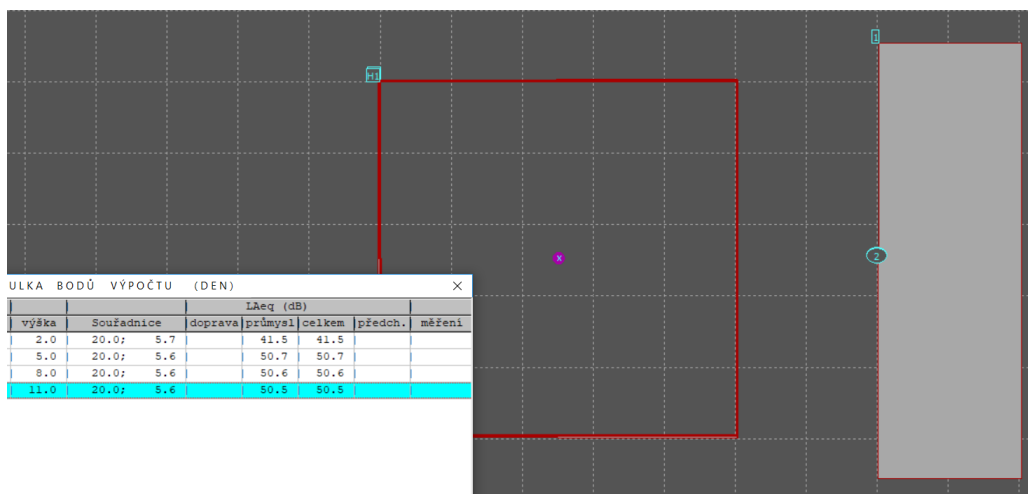 1
H1
x
2
ULKA BODŮ VÝPOČTU (DEN)
LAeq (dB)
výška Souřadnice doprava průmysl celkem předch. měření
2.0 20.0; 5.7 41.5 41.5
5.0 20.0; 5.6 50.7 50.7
8.0 20.0; 5.6 50.6 50.6
11.0 20.0; 5.6 50.5 50.5